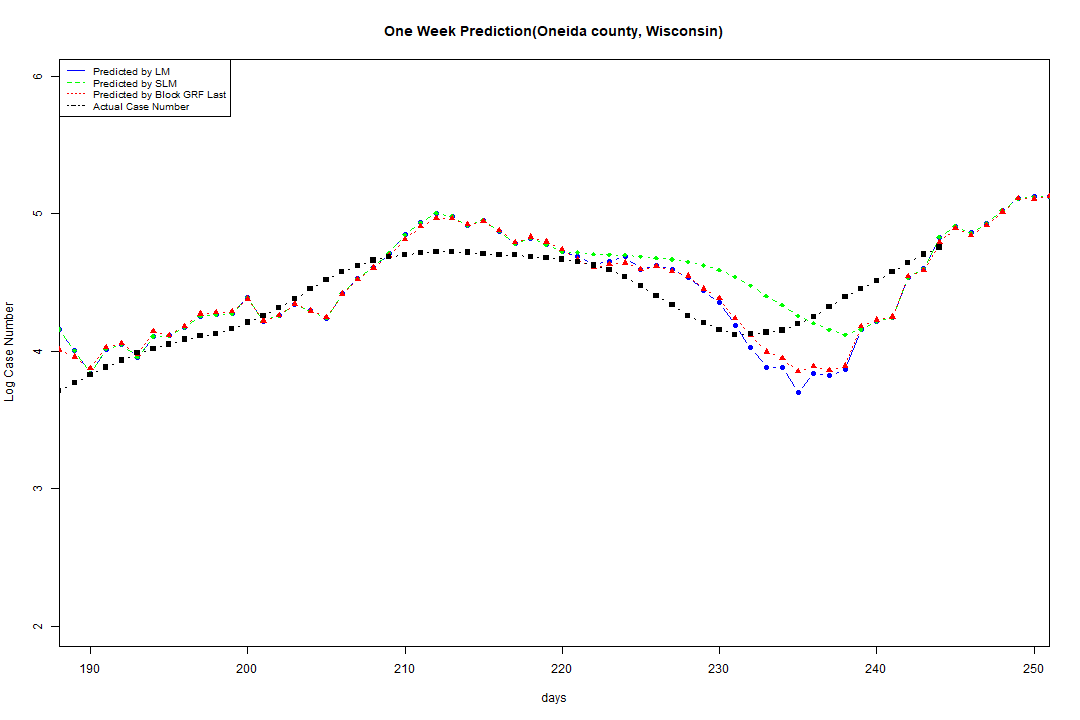 One Week Prediction(Oneida county, Wisconsin)
Predicted by LM
Predicted by SLM
Predicted by Block GRF Last
Actual Case Number
6
5
4
3
2
Log Case Number
190 200 210 220 230 240 250
days